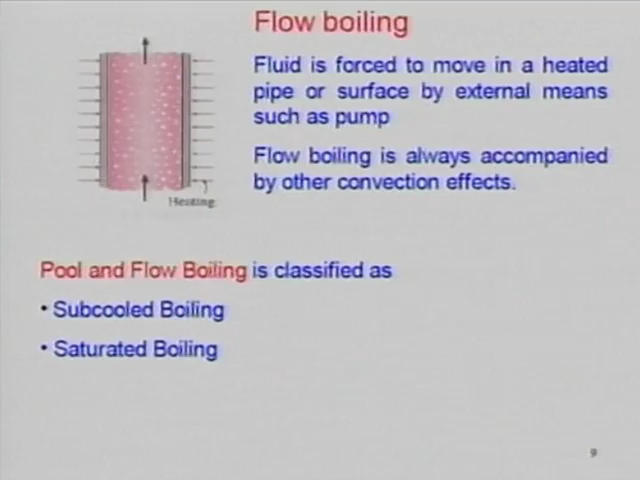 Flow boiling
Fluid is forced to move in a heated
pipe or surface by external means
such as pump
Flow boiling is always accompanied
by other convection effects.
Heating
Pool and Flow Boiling is classified as
• Subcooled Boiling
• Saturated Boiling
9